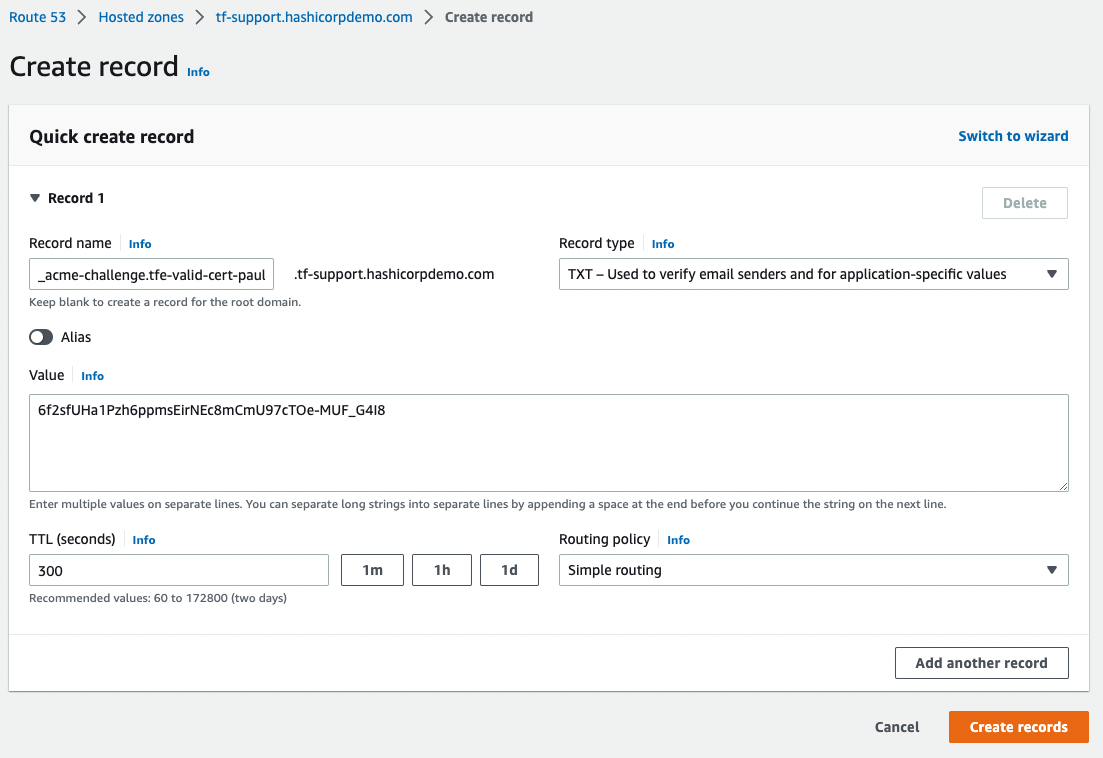 Route 53 > Hosted zones > tf-support.hashicorpdemo.com > Create record
Create record Info
Quick create record Switch to wizard
▼ Record 1 Delete
Record name Info Record type Info
_acme-challenge.tfe-valid-cert-paul .tf-support.hashicorpdemo.com TXT – Used to verify email senders and for application-specific values
Keep blank to create a record for the root domain.
Alias
Value Info
6f2sfUHa1Pzh6ppmsEirNEc8mCmU97cTOe-MUF_G4I8
Enter multiple values on separate lines. You can separate long strings into separate lines by appending a space at the end before you continue the string on the next line.
TTL (seconds) Info Routing policy Info
300 1m 1h 1d Simple routing
Recommended values: 60 to 172800 (two days)
Add another record
Cancel Create records